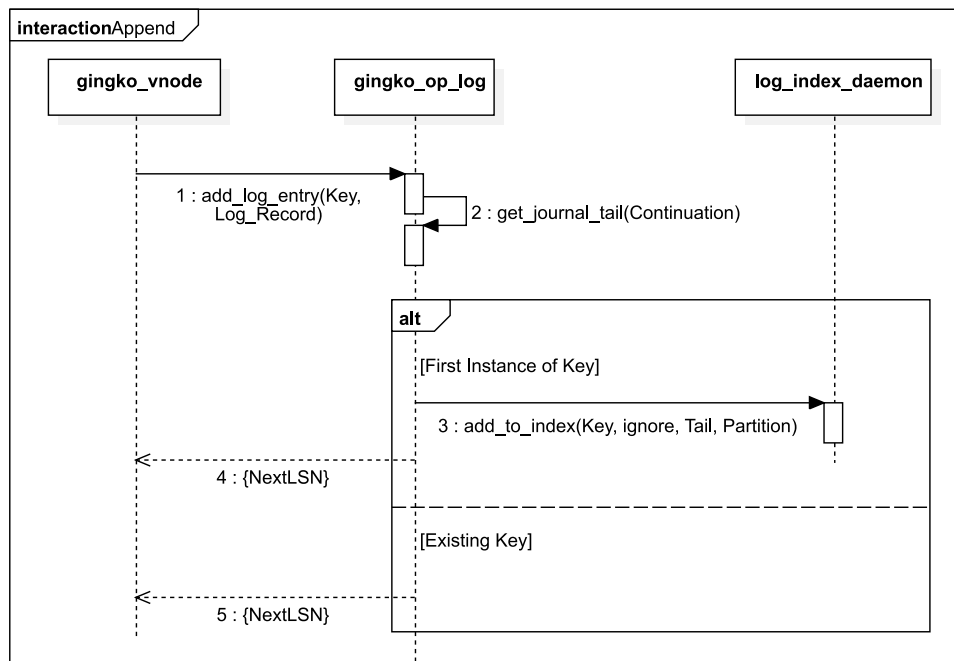 interactionAppend
gingko_vnode
gingko_op_log
log_index_daemon
1 : add_log_entry(Key,
Log_Record)
2 : get_journal_tail(Continuation)
alt
[First Instance of Key]
3 : add_to_index(Key, ignore, Tail, Partition)
4 : {NextLSN}
[Existing Key]
5 : {NextLSN}